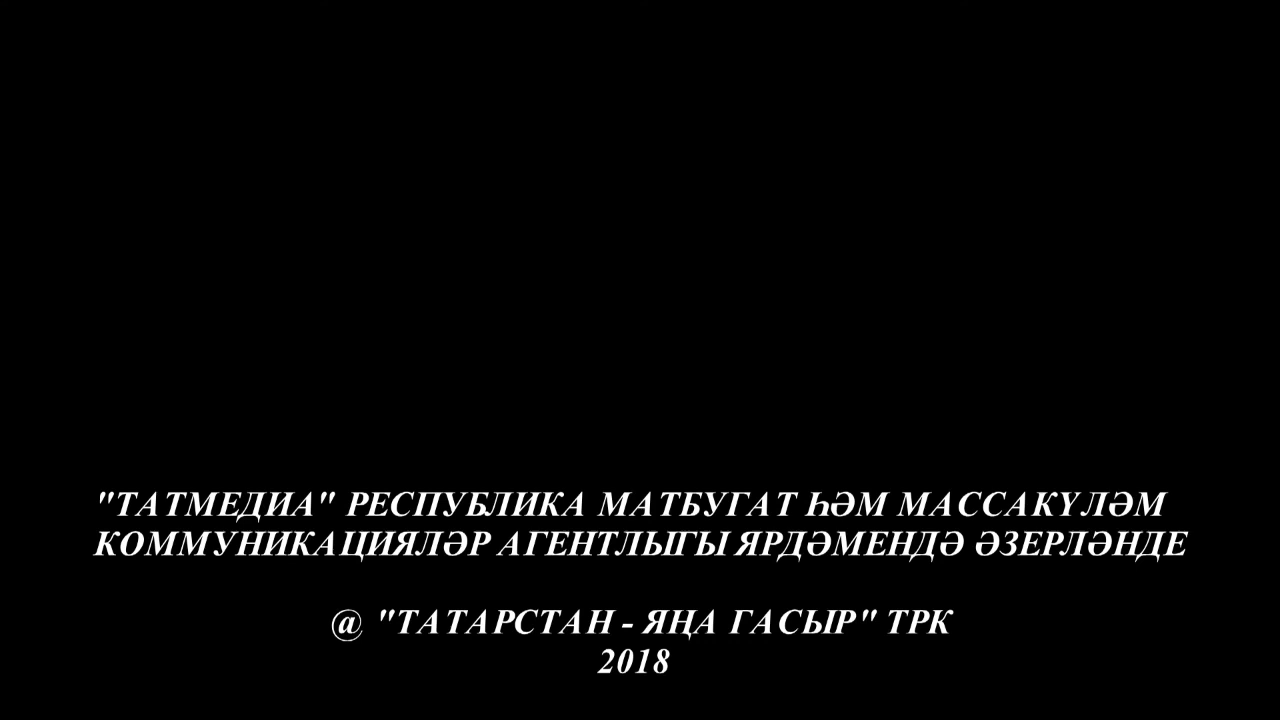 "ТАТМЕДИА" РЕСПУБЛИКА МАТБУГАТ ҺӘМ МАССАКҮЛӘМ
КОММУНИКАЦИЯЛӘР АГЕНТЛЫГЫ ЯРДӘМЕНДӘ ӘЗЕРЛӘНДЕ
@ "ТАТАРСТАН - ЯҢА ГАСЫР" ТРК
2018